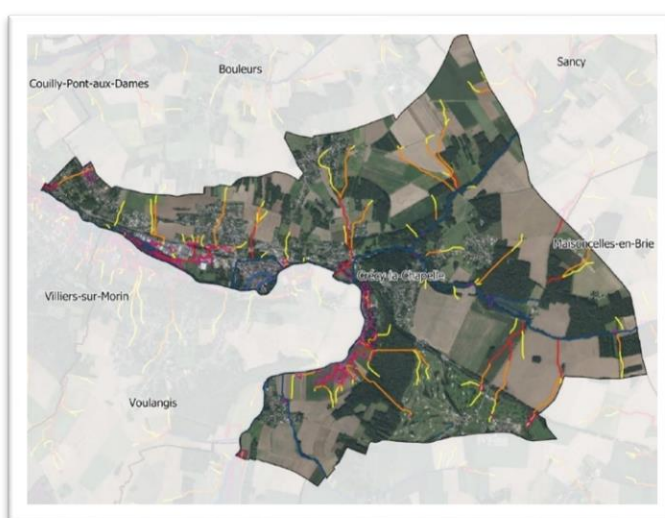 Sancy
Bouleurs
Couilly-Pont-aux-Dames
Maisoncelles-en-Brie
Crécy-la-Chapelle
Villiers-sur-Morin
Voulangis